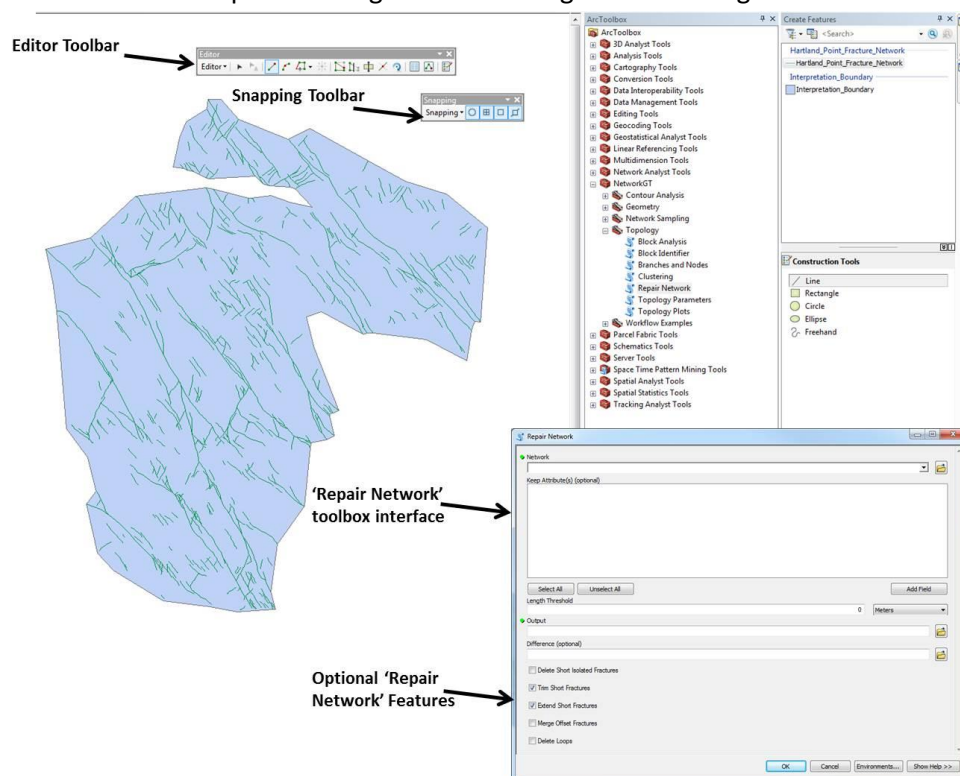 Editor Toolbar
Editor
Editor
Snapping Toolbar
Snapping
Snapping
ArcToolbox
ArcToolbox
3D Analyst Tools
Analysis Tools
Cartography Tools
Conversion Tools
Data Interoperability Tools
Data Management Tools
Editing Tools
Geocoding Tools
Geostatistical Analyst Tools
Linear Referencing Tools
Multidimension Tools
Network Analyst Tools
NetworkGT
Contour Analysis
Geometry
Network Sampling
Topology
Block Analysis
Block Identifier
Branches and Nodes
Clustering
Repair Network
Topology Parameters
Topology Plots
Workflow Examples
Parcel Fabric Tools
Schematics Tools
Server Tools
Space Time Pattern Mining Tools
Spatial Analyst Tools
Spatial Statistics Tools
Tracking Analyst Tools
Create Features
<Search>
Hartland_Point_Fracture_Network
Hartland_Point_Fracture_Network
Interpretation_Boundary
Interpretation_Boundary
Construction Tools
Line
Rectangle
Circle
Ellipse
Freehand
'Repair Network'
toolbox interface
Optional 'Repair
Network' Features
Repair Network
Network
Keep Attribute(s) (optional)
Select All
Unselect All
Add Field
Length Threshold
0
Meters
Output
Difference (optional)
Delete Short Isolated Fractures
Trim Short Fractures
Extend Short Fractures
Merge Offset Fractures
Delete Loops
OK
Cancel
Environments...
Show Help >>